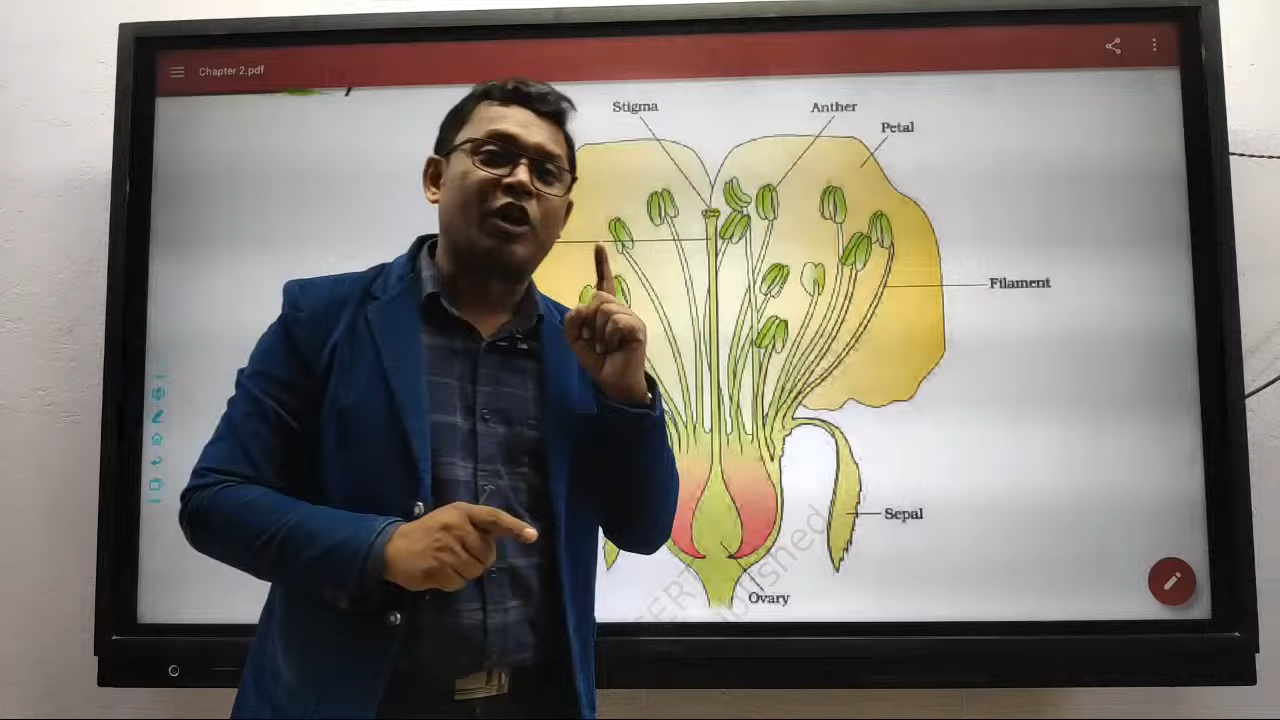 Chapter 2.pdf
Stigma
Anther
Petal
Filament
Sepal
Ovary